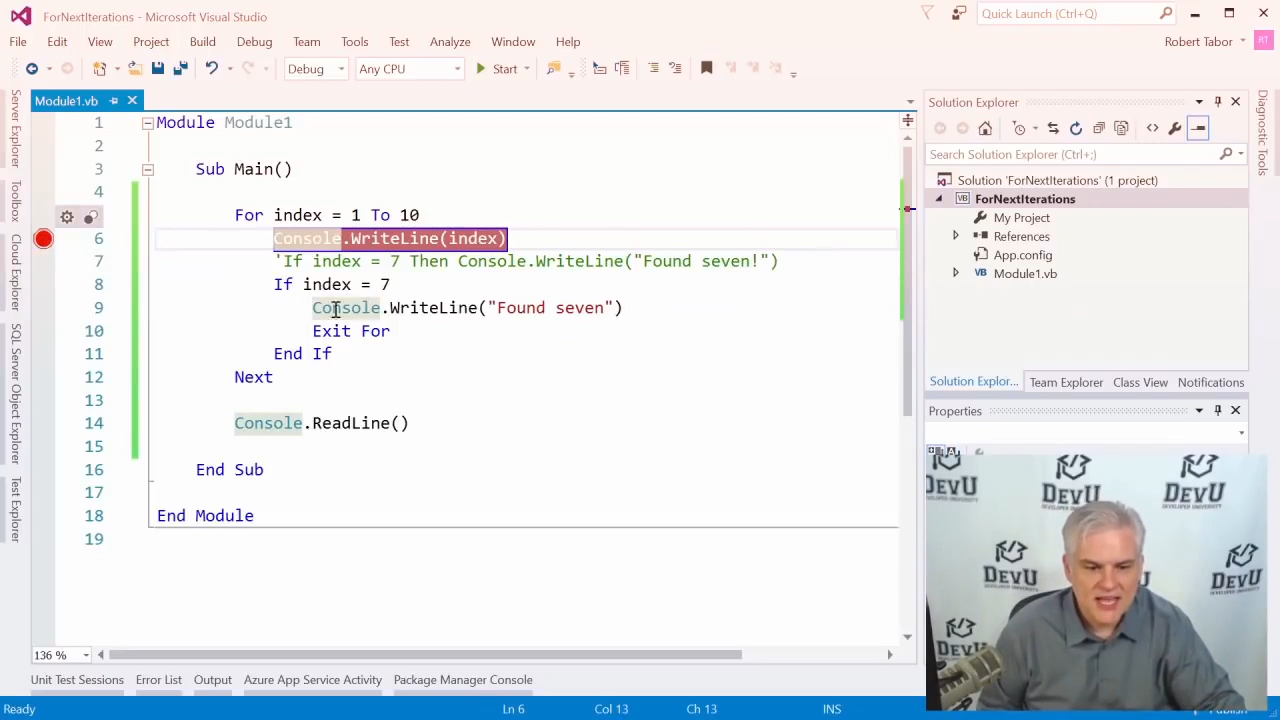 ForNextIterations - Microsoft Visual Studio
Quick Launch (Ctrl+Q)
File Edit View Project Build Debug Team Tools Test Analyze Window Help
Robert Tabor RT
Debug Any CPU Start
Module1.vb
Server Explorer
Toolbox
Cloud Explorer
SQL Server Object Explorer
Test Explorer
1 Module Module1
2
3 Sub Main()
4
For index = 1 To 10
6 Console.WriteLine(index)
7 'If index = 7 Then Console.WriteLine("Found seven!")
8 If index = 7
9 Console.WriteLine("Found seven")
10 Exit For
11 End If
12 Next
13
14 Console.ReadLine()
15
16 End Sub
17
18 End Module
19
136 %
Solution Explorer
Search Solution Explorer (Ctrl+;)
Solution 'ForNextIterations' (1 project)
ForNextIterations
My Project
References
App.config
Module1.vb
Solution Explor... Team Explorer Class View Notifications
Properties
Diagnostic Tools
DEVU DEVU DEVU
DEVELOPER UNIVERSITY
DEVU DEVU
DEVU
Unit Test Sessions Error List Output Azure App Service Activity Package Manager Console
Ready Ln 6 Col 13 Ch 13 INS Publish